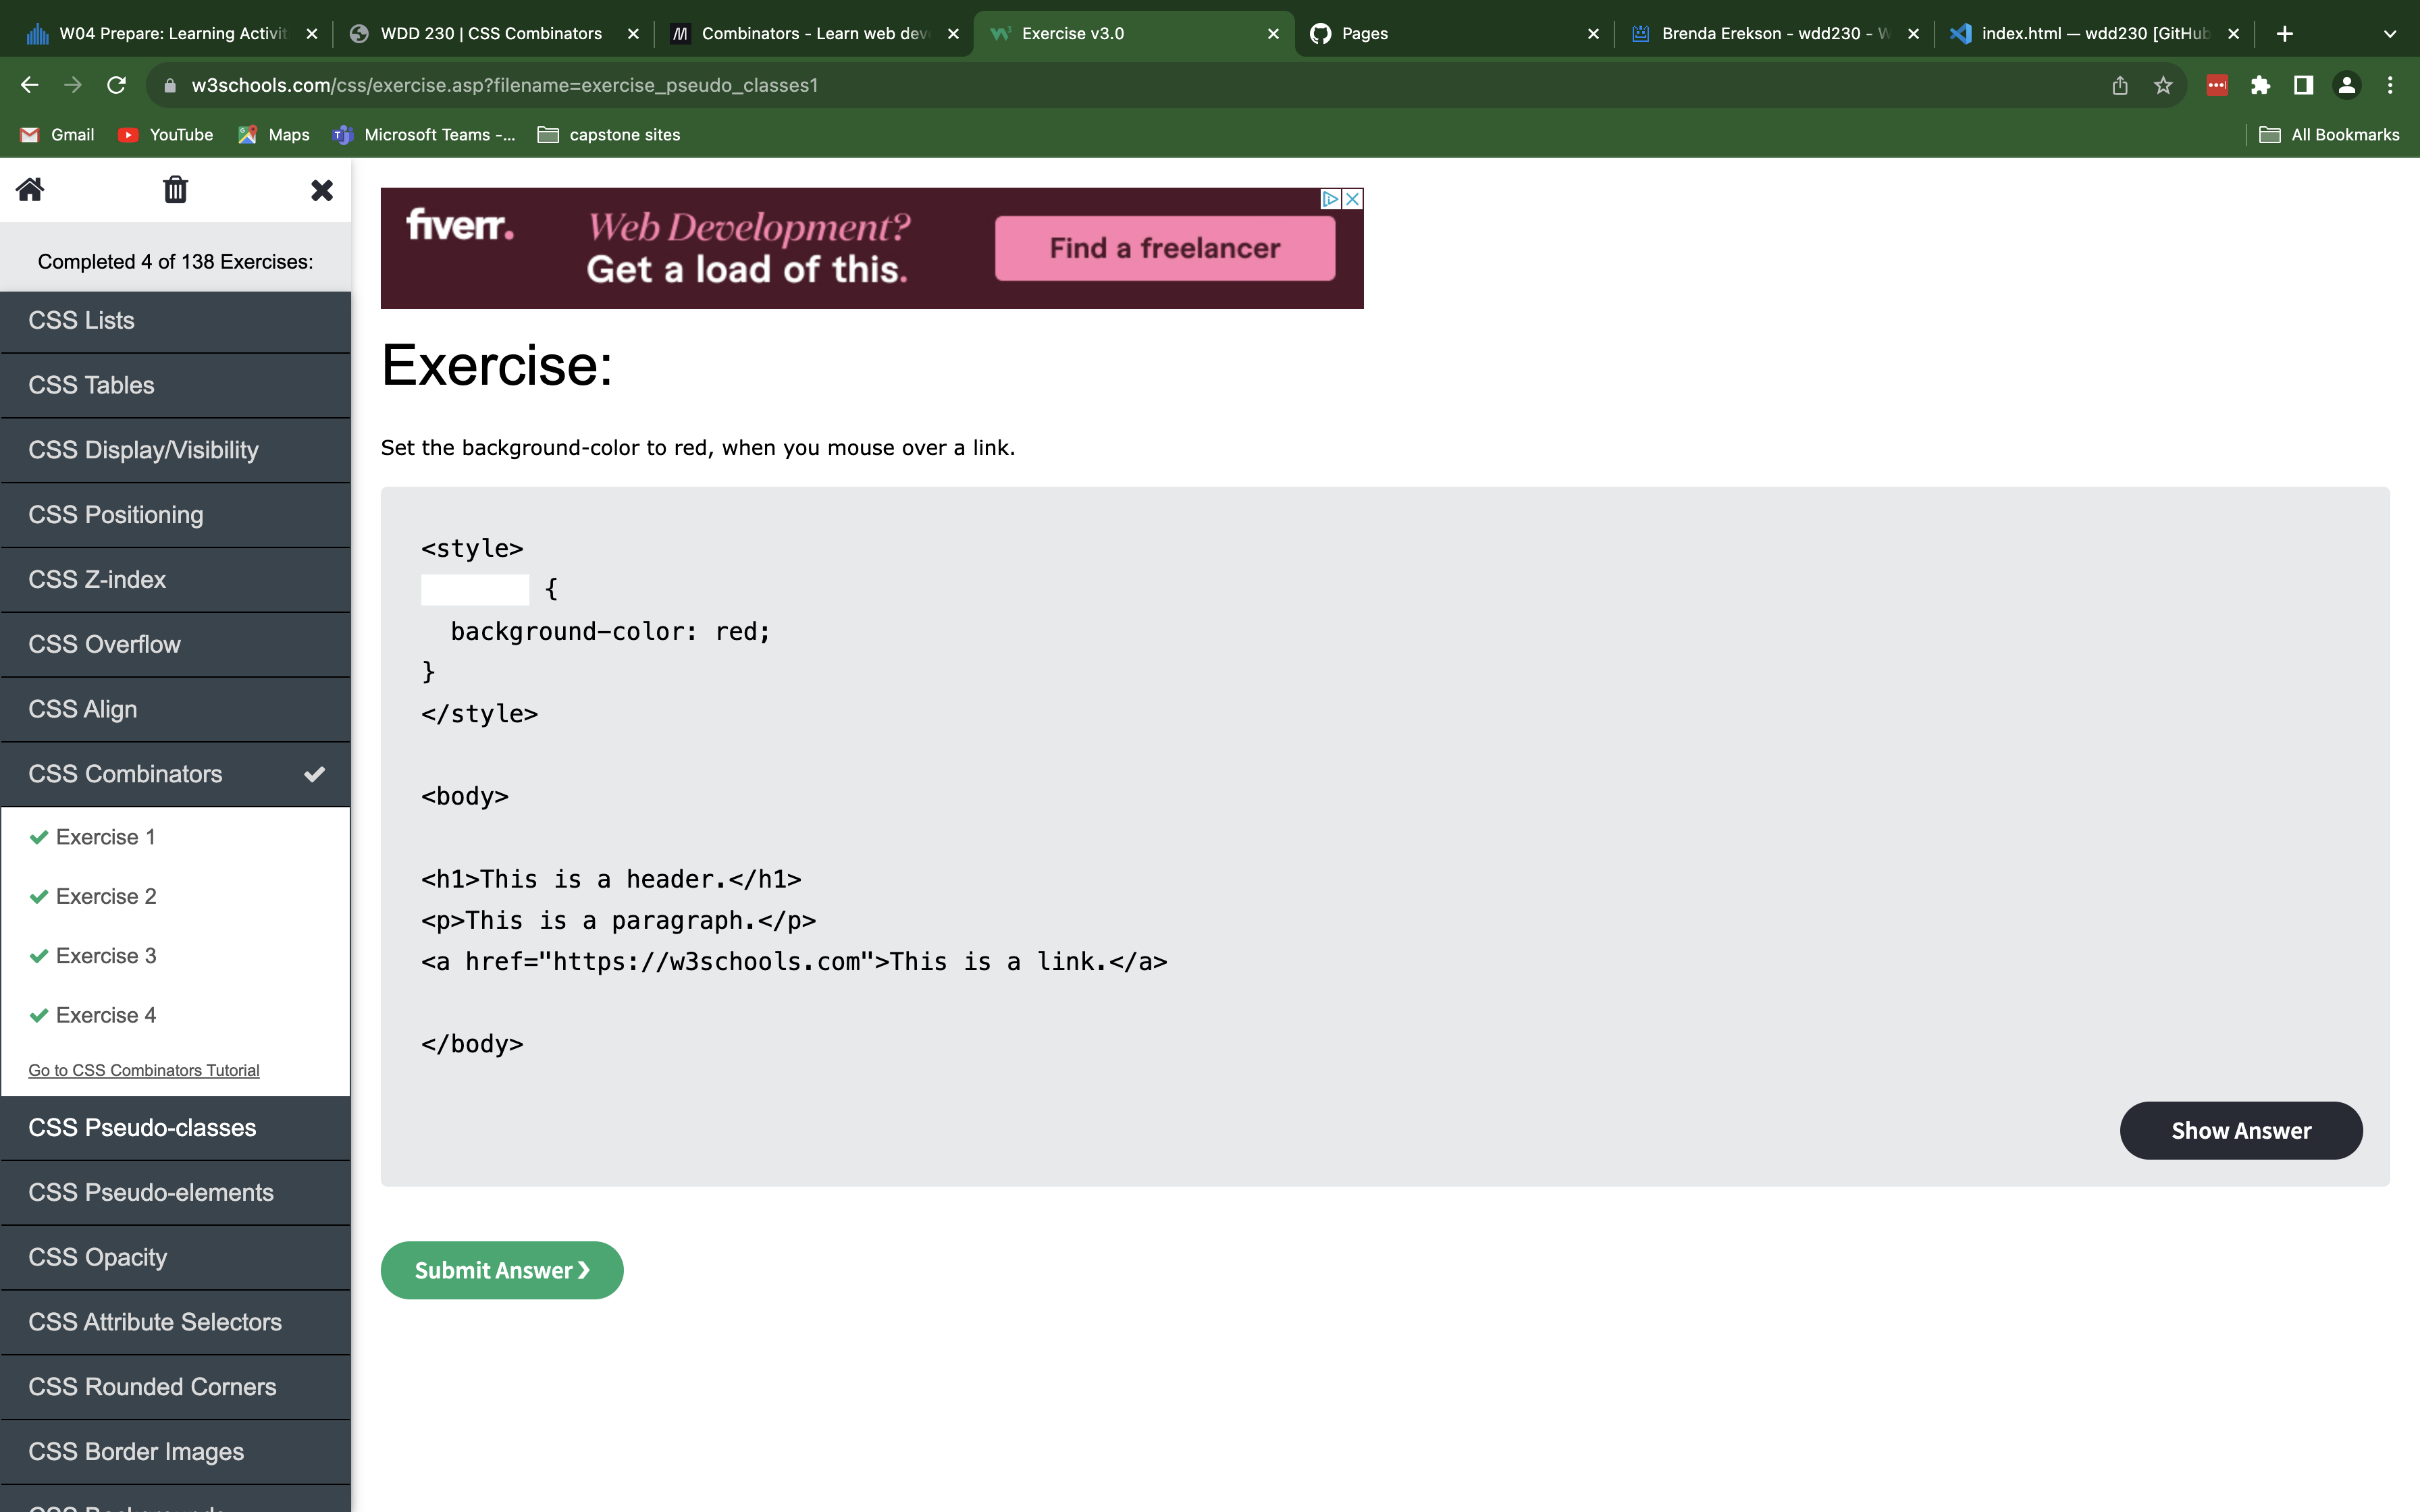 W04 Prepare: Learning Activit
WDD 230 | CSS Combinators
Combinators - Learn web dev
Exercise v3.0
Pages
Brenda Erekson - wdd230 - W
index.html — wdd230 [GitHub
w3schools.com/css/exercise.asp?filename=exercise_pseudo_classes1
Gmail
YouTube
Maps
Microsoft Teams -...
capstone sites
All Bookmarks
Completed 4 of 138 Exercises:
CSS Lists
CSS Tables
CSS Display/Visibility
CSS Positioning
CSS Z-index
CSS Overflow
CSS Align
CSS Combinators
Exercise 1
Exercise 2
Exercise 3
Exercise 4
Go to CSS Combinators Tutorial
CSS Pseudo-classes
CSS Pseudo-elements
CSS Opacity
CSS Attribute Selectors
CSS Rounded Corners
CSS Border Images
fiverr.
Web Development?
Get a load of this.
Find a freelancer
Exercise:
Set the background-color to red, when you mouse over a link.
<style>
{
background-color: red;
}
</style>
<body>
<h1>This is a header.</h1>
<p>This is a paragraph.</p>
<a href="https://w3schools.com">This is a link.</a>
</body>
Show Answer
Submit Answer ❯